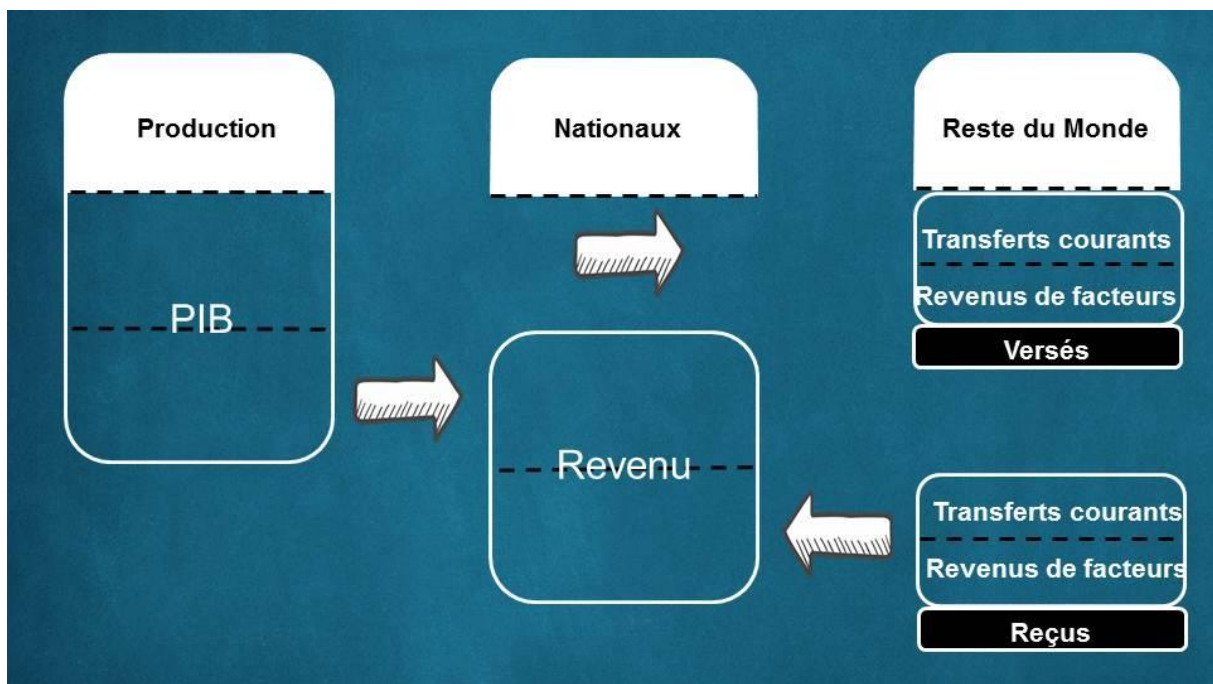 Production
Nationaux
Reste du Monde
PIB
Revenu
Transferts courants
Revenus de facteurs
Versés
Transferts courants
Revenus de facteurs
Reçus